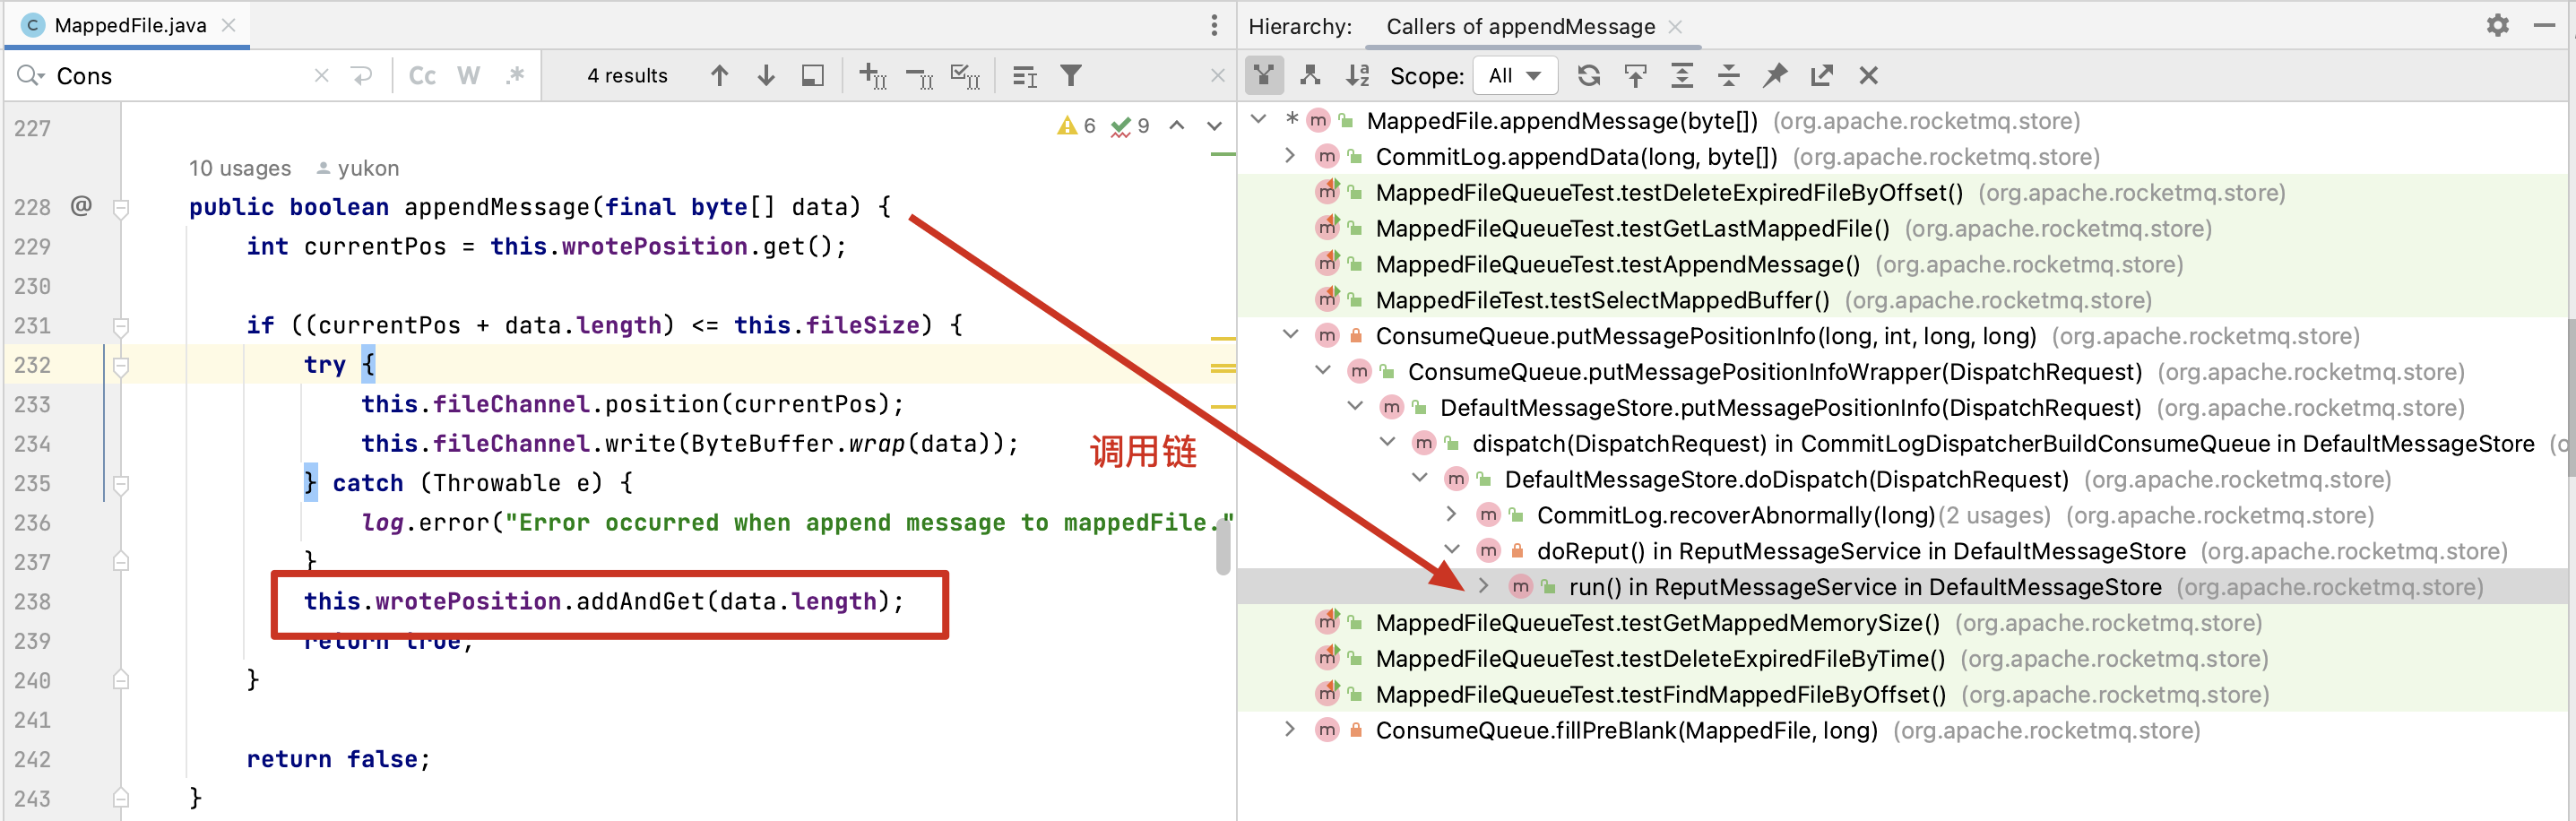 MappedFile.java
Cons
Cc W .*
4 results
227
6 9
10 usages yukon
228 @ public boolean appendMessage(final byte[] data) {
229 int currentPos = this.wrotePosition.get();
230
231 if ((currentPos + data.length) <= this.fileSize) {
232 try {
233 this.fileChannel.position(currentPos);
234 this.fileChannel.write(ByteBuffer.wrap(data));
235 } catch (Throwable e) {
236 log.error("Error occurred when append message to mappedFile."
237 }
238 this.wrotePosition.addAndGet(data.length);
239 return true;
240 }
241
242 return false;
243 }
调用链
Hierarchy: Callers of appendMessage
Scope: All
* MappedFile.appendMessage(byte[]) (org.apache.rocketmq.store)
CommitLog.appendData(long, byte[]) (org.apache.rocketmq.store)
MappedFileQueueTest.testDeleteExpiredFileByOffset() (org.apache.rocketmq.store)
MappedFileQueueTest.testGetLastMappedFile() (org.apache.rocketmq.store)
MappedFileQueueTest.testAppendMessage() (org.apache.rocketmq.store)
MappedFileTest.testSelectMappedBuffer() (org.apache.rocketmq.store)
ConsumeQueue.putMessagePositionInfo(long, int, long, long) (org.apache.rocketmq.store)
ConsumeQueue.putMessagePositionInfoWrapper(DispatchRequest) (org.apache.rocketmq.store)
DefaultMessageStore.putMessagePositionInfo(DispatchRequest) (org.apache.rocketmq.store)
dispatch(DispatchRequest) in CommitLogDispatcherBuildConsumeQueue in DefaultMessageStore (o
DefaultMessageStore.doDispatch(DispatchRequest) (org.apache.rocketmq.store)
CommitLog.recoverAbnormally(long)(2 usages) (org.apache.rocketmq.store)
doReput() in ReputMessageService in DefaultMessageStore (org.apache.rocketmq.store)
run() in ReputMessageService in DefaultMessageStore (org.apache.rocketmq.store)
MappedFileQueueTest.testGetMappedMemorySize() (org.apache.rocketmq.store)
MappedFileQueueTest.testDeleteExpiredFileByTime() (org.apache.rocketmq.store)
MappedFileQueueTest.testFindMappedFileByOffset() (org.apache.rocketmq.store)
ConsumeQueue.fillPreBlank(MappedFile, long) (org.apache.rocketmq.store)